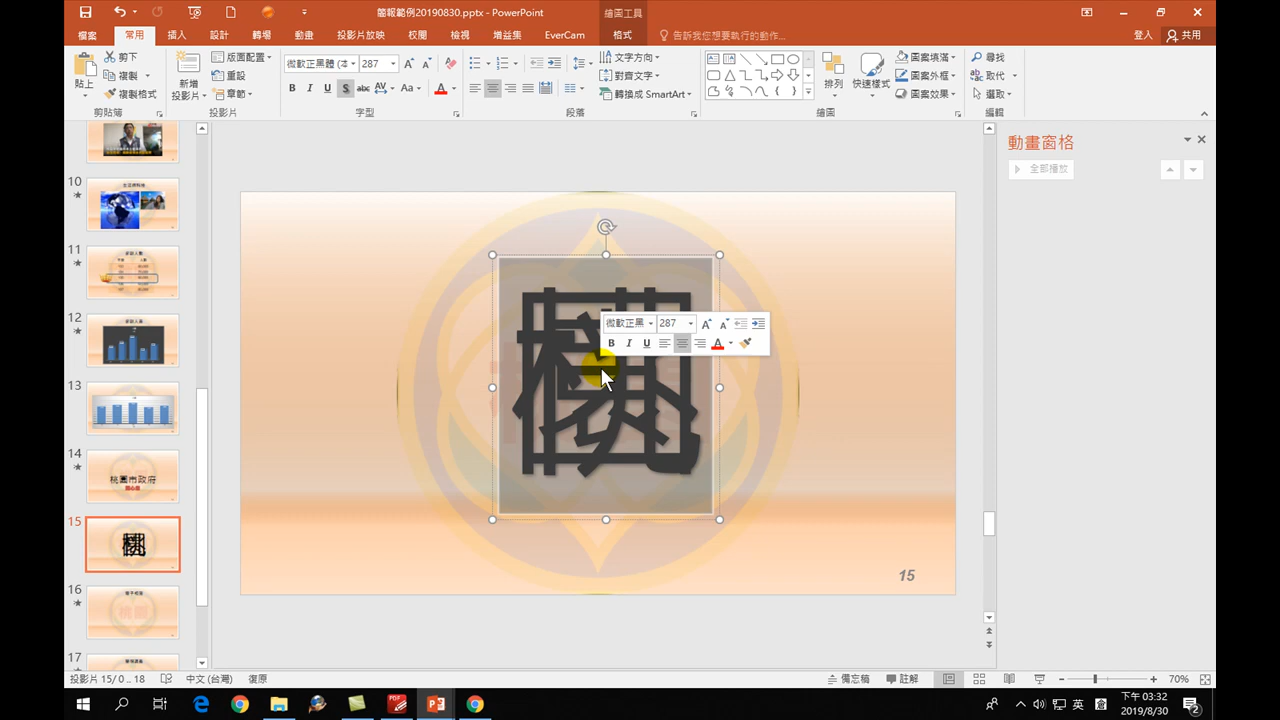 簡報範例20190830.pptx - PowerPoint
繪圖工具
檔案 常用 插入 設計 轉場 動畫 投影片放映 校閱 檢視 增益集 EverCam 格式 告訴我您想要執行的動作... 登入 共用
貼上 剪下 複製 複製格式 剪貼簿
新增投影片 版面配置 重設 章節 投影片
微軟正黑體 (本 287 B I U S abc AV Aa A 字型
文字方向 對齊文字 轉換成 SmartArt 段落
排列 快速樣式 圖案填滿 圖案外框 圖案效果 繪圖
尋找 取代 選取 編輯
動畫窗格
全部播放
10
11
12
13
14
桃園市政府
15
16
17
微軟正黑 287
B I U A
15
投影片 15/ 0 .. 18 中文 (台灣) 復原 備忘稿 註解 70%
英
下午 03:32
2019/8/30
2